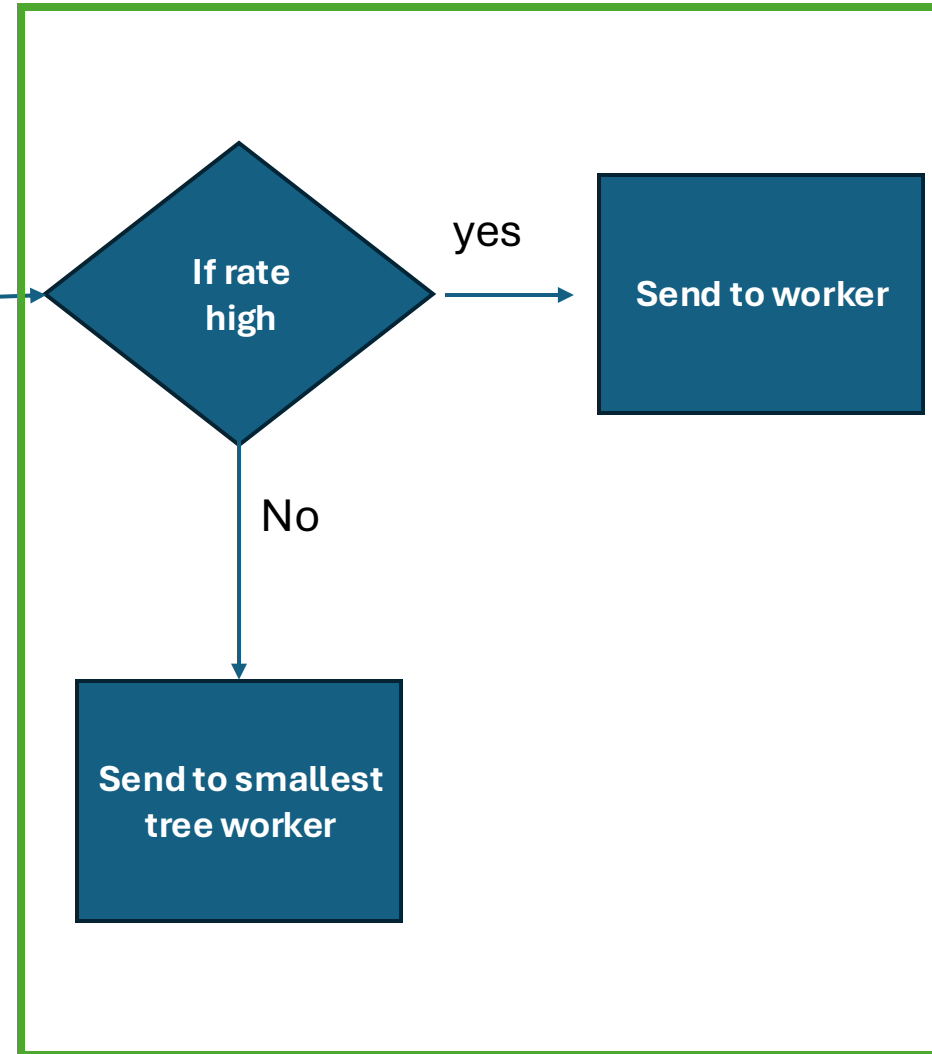 If rate
high
yes
Send to worker
No
Send to smallest
tree worker